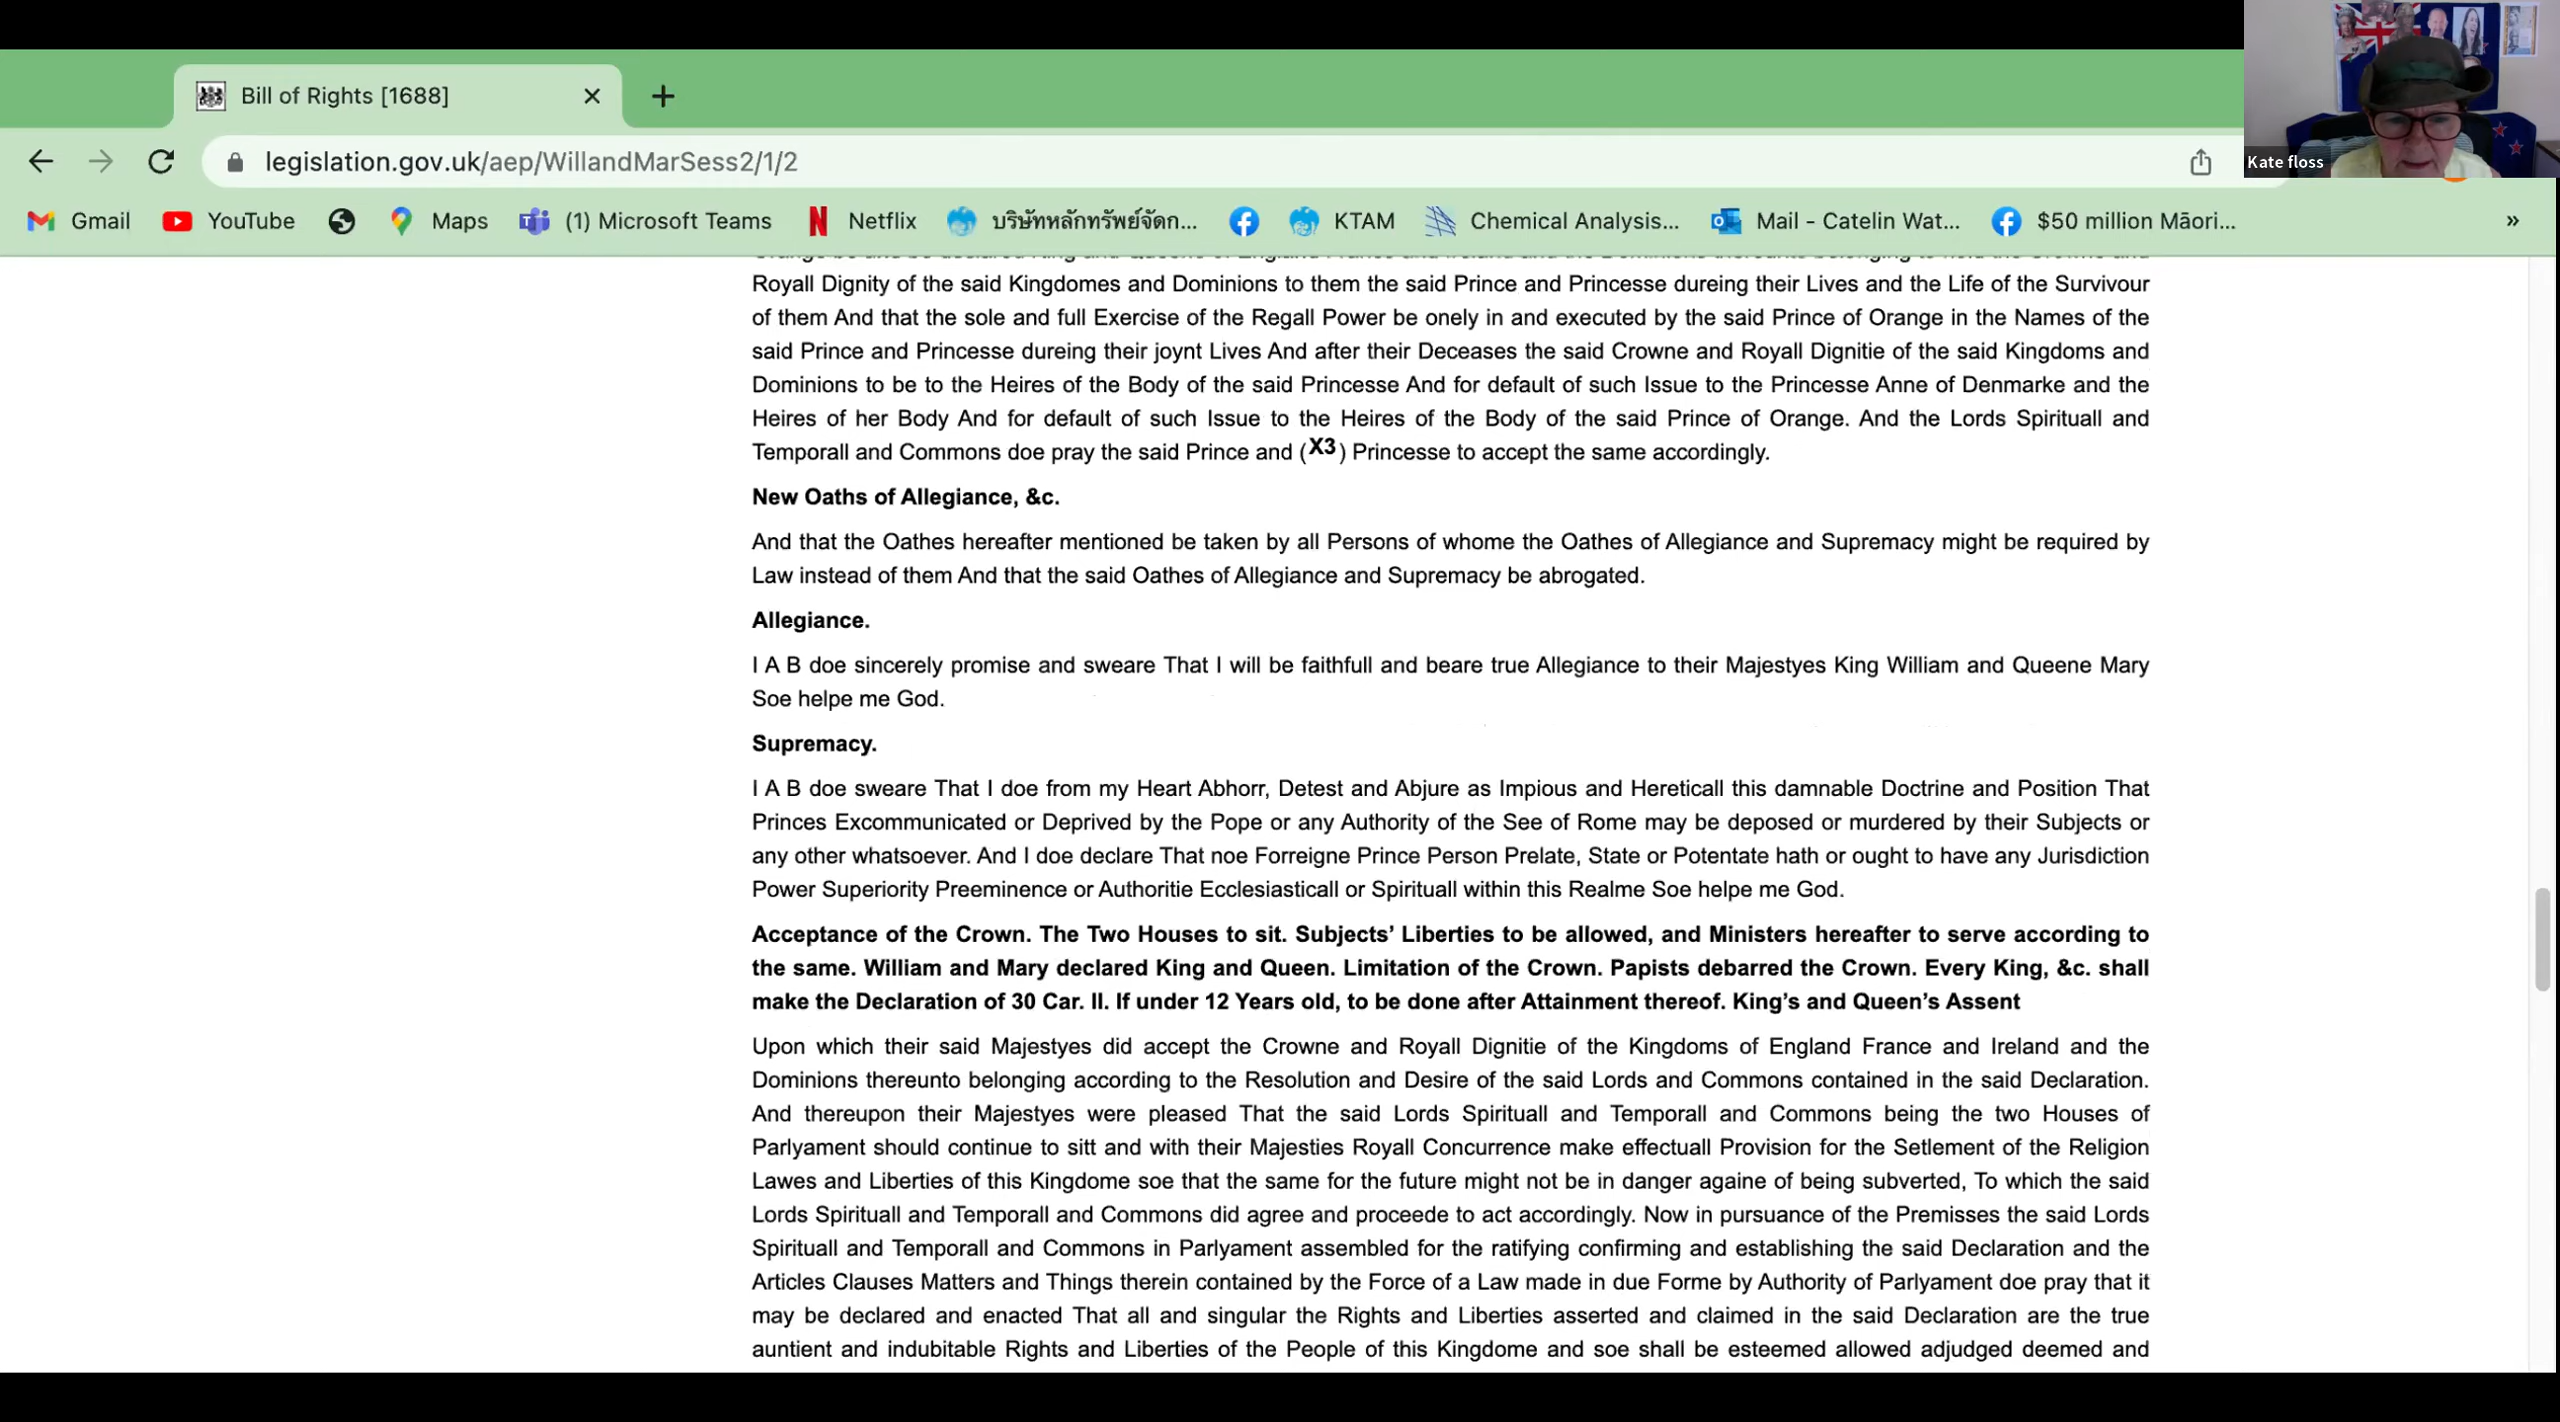 Bill of Rights [1688]
legislation.gov.uk/aep/WillandMarSess2/1/2
Kate floss
Gmail YouTube Maps (1) Microsoft Teams Netflix บริษัทหลักทรัพย์จัดก... KTAM Chemical Analysis... Mail - Catelin Wat... $50 million Māori... »
Royall Dignity of the said Kingdomes and Dominions to them the said Prince and Princesse dureing their Lives and the Life of the Survivour
of them And that the sole and full Exercise of the Regall Power be onely in and executed by the said Prince of Orange in the Names of the
said Prince and Princesse dureing their joynt Lives And after their Deceases the said Crowne and Royall Dignitie of the said Kingdoms and
Dominions to be to the Heires of the Body of the said Princesse And for default of such Issue to the Princesse Anne of Denmarke and the
Heires of her Body And for default of such Issue to the Heires of the Body of the said Prince of Orange. And the Lords Spirituall and
Temporall and Commons doe pray the said Prince and (X3) Princesse to accept the same accordingly.
New Oaths of Allegiance, &c.
And that the Oathes hereafter mentioned be taken by all Persons of whome the Oathes of Allegiance and Supremacy might be required by
Law instead of them And that the said Oathes of Allegiance and Supremacy be abrogated.
Allegiance.
I A B doe sincerely promise and sweare That I will be faithfull and beare true Allegiance to their Majestyes King William and Queene Mary
Soe helpe me God.
Supremacy.
I A B doe sweare That I doe from my Heart Abhorr, Detest and Abjure as Impious and Hereticall this damnable Doctrine and Position That
Princes Excommunicated or Deprived by the Pope or any Authority of the See of Rome may be deposed or murdered by their Subjects or
any other whatsoever. And I doe declare That noe Forreigne Prince Person Prelate, State or Potentate hath or ought to have any Jurisdiction
Power Superiority Preeminence or Authoritie Ecclesiasticall or Spirituall within this Realme Soe helpe me God.
Acceptance of the Crown. The Two Houses to sit. Subjects’ Liberties to be allowed, and Ministers hereafter to serve according to
the same. William and Mary declared King and Queen. Limitation of the Crown. Papists debarred the Crown. Every King, &c. shall
make the Declaration of 30 Car. II. If under 12 Years old, to be done after Attainment thereof. King’s and Queen’s Assent
Upon which their said Majestyes did accept the Crowne and Royall Dignitie of the Kingdoms of England France and Ireland and the
Dominions thereunto belonging according to the Resolution and Desire of the said Lords and Commons contained in the said Declaration.
And thereupon their Majestyes were pleased That the said Lords Spirituall and Temporall and Commons being the two Houses of
Parlyament should continue to sitt and with their Majesties Royall Concurrence make effectuall Provision for the Setlement of the Religion
Lawes and Liberties of this Kingdome soe that the same for the future might not be in danger againe of being subverted, To which the said
Lords Spirituall and Temporall and Commons did agree and proceede to act accordingly. Now in pursuance of the Premisses the said Lords
Spirituall and Temporall and Commons in Parlyament assembled for the ratifying confirming and establishing the said Declaration and the
Articles Clauses Matters and Things therein contained by the Force of a Law made in due Forme by Authority of Parlyament doe pray that it
may be declared and enacted That all and singular the Rights and Liberties asserted and claimed in the said Declaration are the true
auntient and indubitable Rights and Liberties of the People of this Kingdome and soe shall be esteemed allowed adjudged deemed and